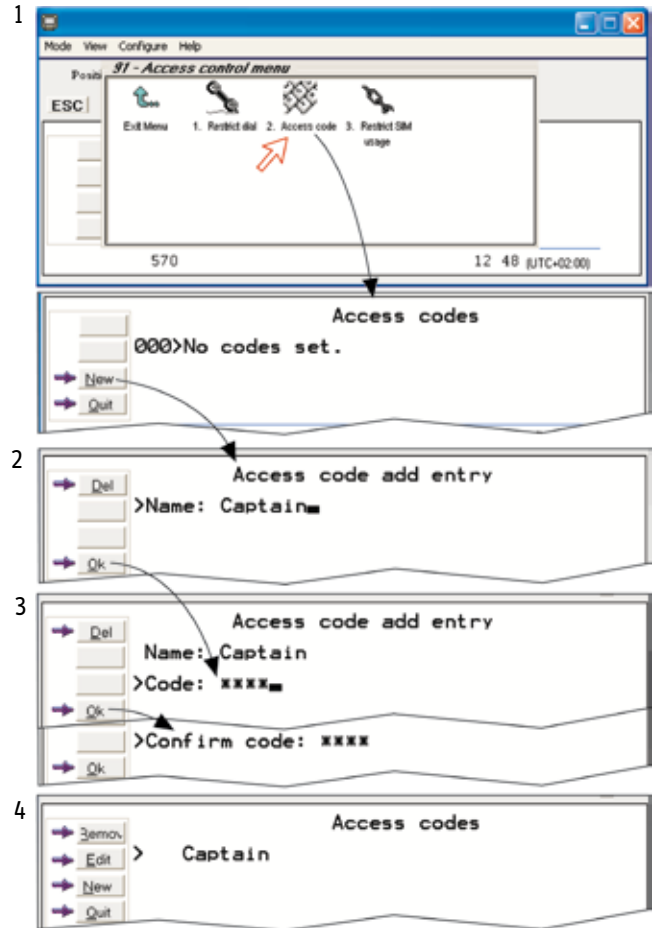 1
Mode View Configure Help
91 - Access control menu
Positi
ESC
Exit Menu 1. Restrict dial 2. Access code 3. Restrict SIM usage
570 12 48 (UTC+02:00)
Access codes
000>No codes set.
New
Quit
2
Access code add entry
Del
>Name: Captain
Ok
3
Access code add entry
Del
Name: Captain
>Code: ****
Ok
>Confirm code: ****
Ok
4
Access codes
Remov
> Captain
Edit
New
Quit